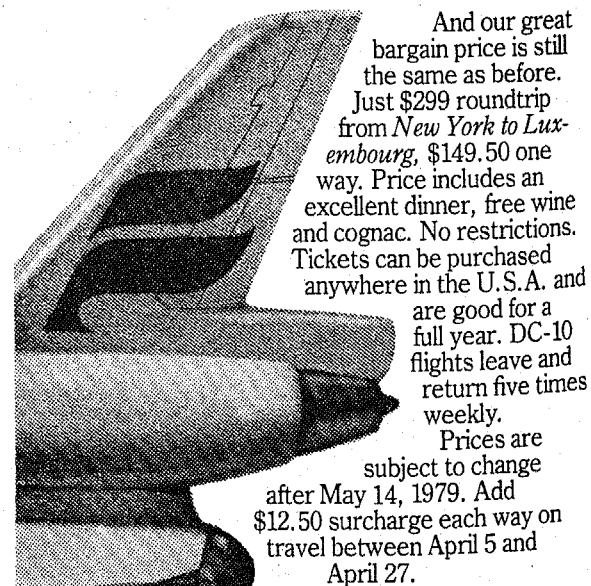 And our great
bargain price is still
the same as before.
Just $299 roundtrip
from New York to Lux-
embourg, $149.50 one
way. Price includes an
excellent dinner, free wine
and cognac. No restrictions.
Tickets can be purchased
anywhere in the U.S.A. and
are good for a
full year. DC-10
flights leave and
return five times
weekly.
Prices are
subject to change
after May 14, 1979. Add
$12.50 surcharge each way on
travel between April 5 and
April 27.